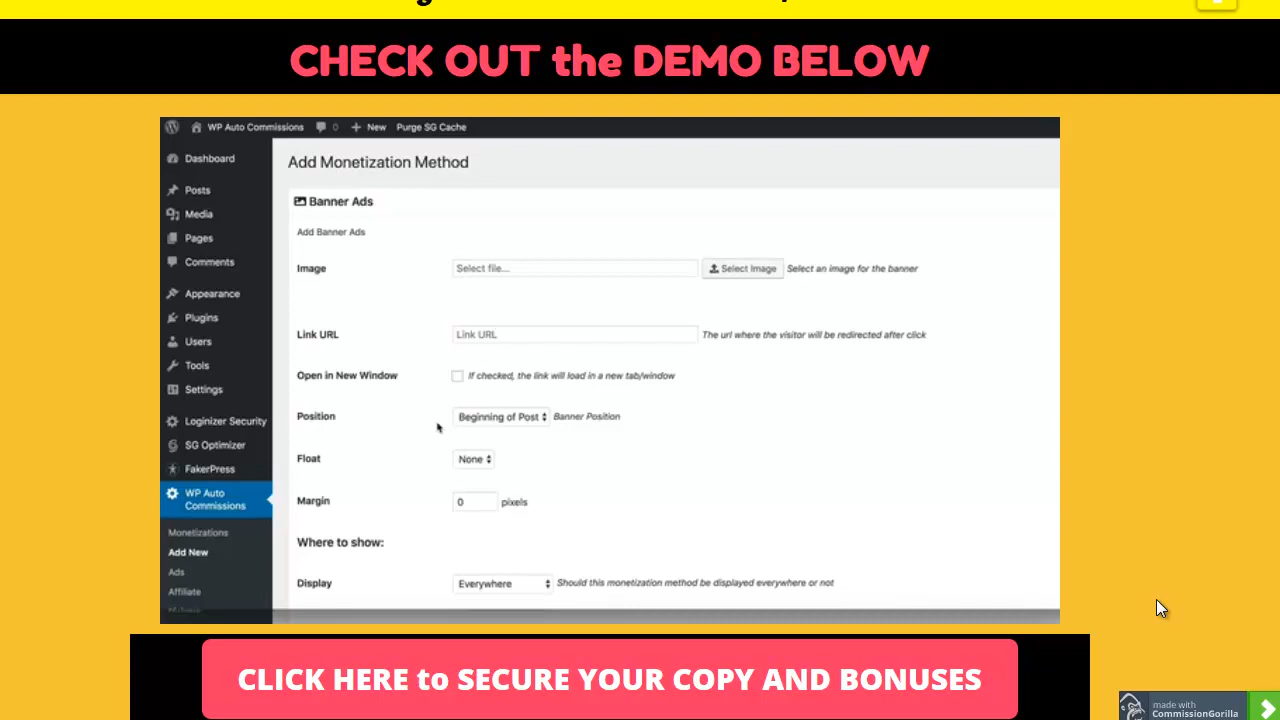 CHECK OUT the DEMO BELOW
WP Auto Commissions 0 + New Purge SG Cache
Dashboard
Posts
Media
Pages
Comments
Appearance
Plugins
Users
Tools
Settings
Loginizer Security
SG Optimizer
FakerPress
WP Auto
Commissions
Monetizations
Add New
Ads
Affiliate
Add Monetization Method
Banner Ads
Add Banner Ads
Image Select file... Select Image Select an image for the banner
Link URL Link URL The url where the visitor will be redirected after click
Open in New Window If checked, the link will load in a new tab/window
Position Beginning of Post Banner Position
Float None
Margin 0 pixels
Where to show:
Display Everywhere Should this monetization method be displayed everywhere or not
CLICK HERE to SECURE YOUR COPY AND BONUSES
made with
CommissionGorilla